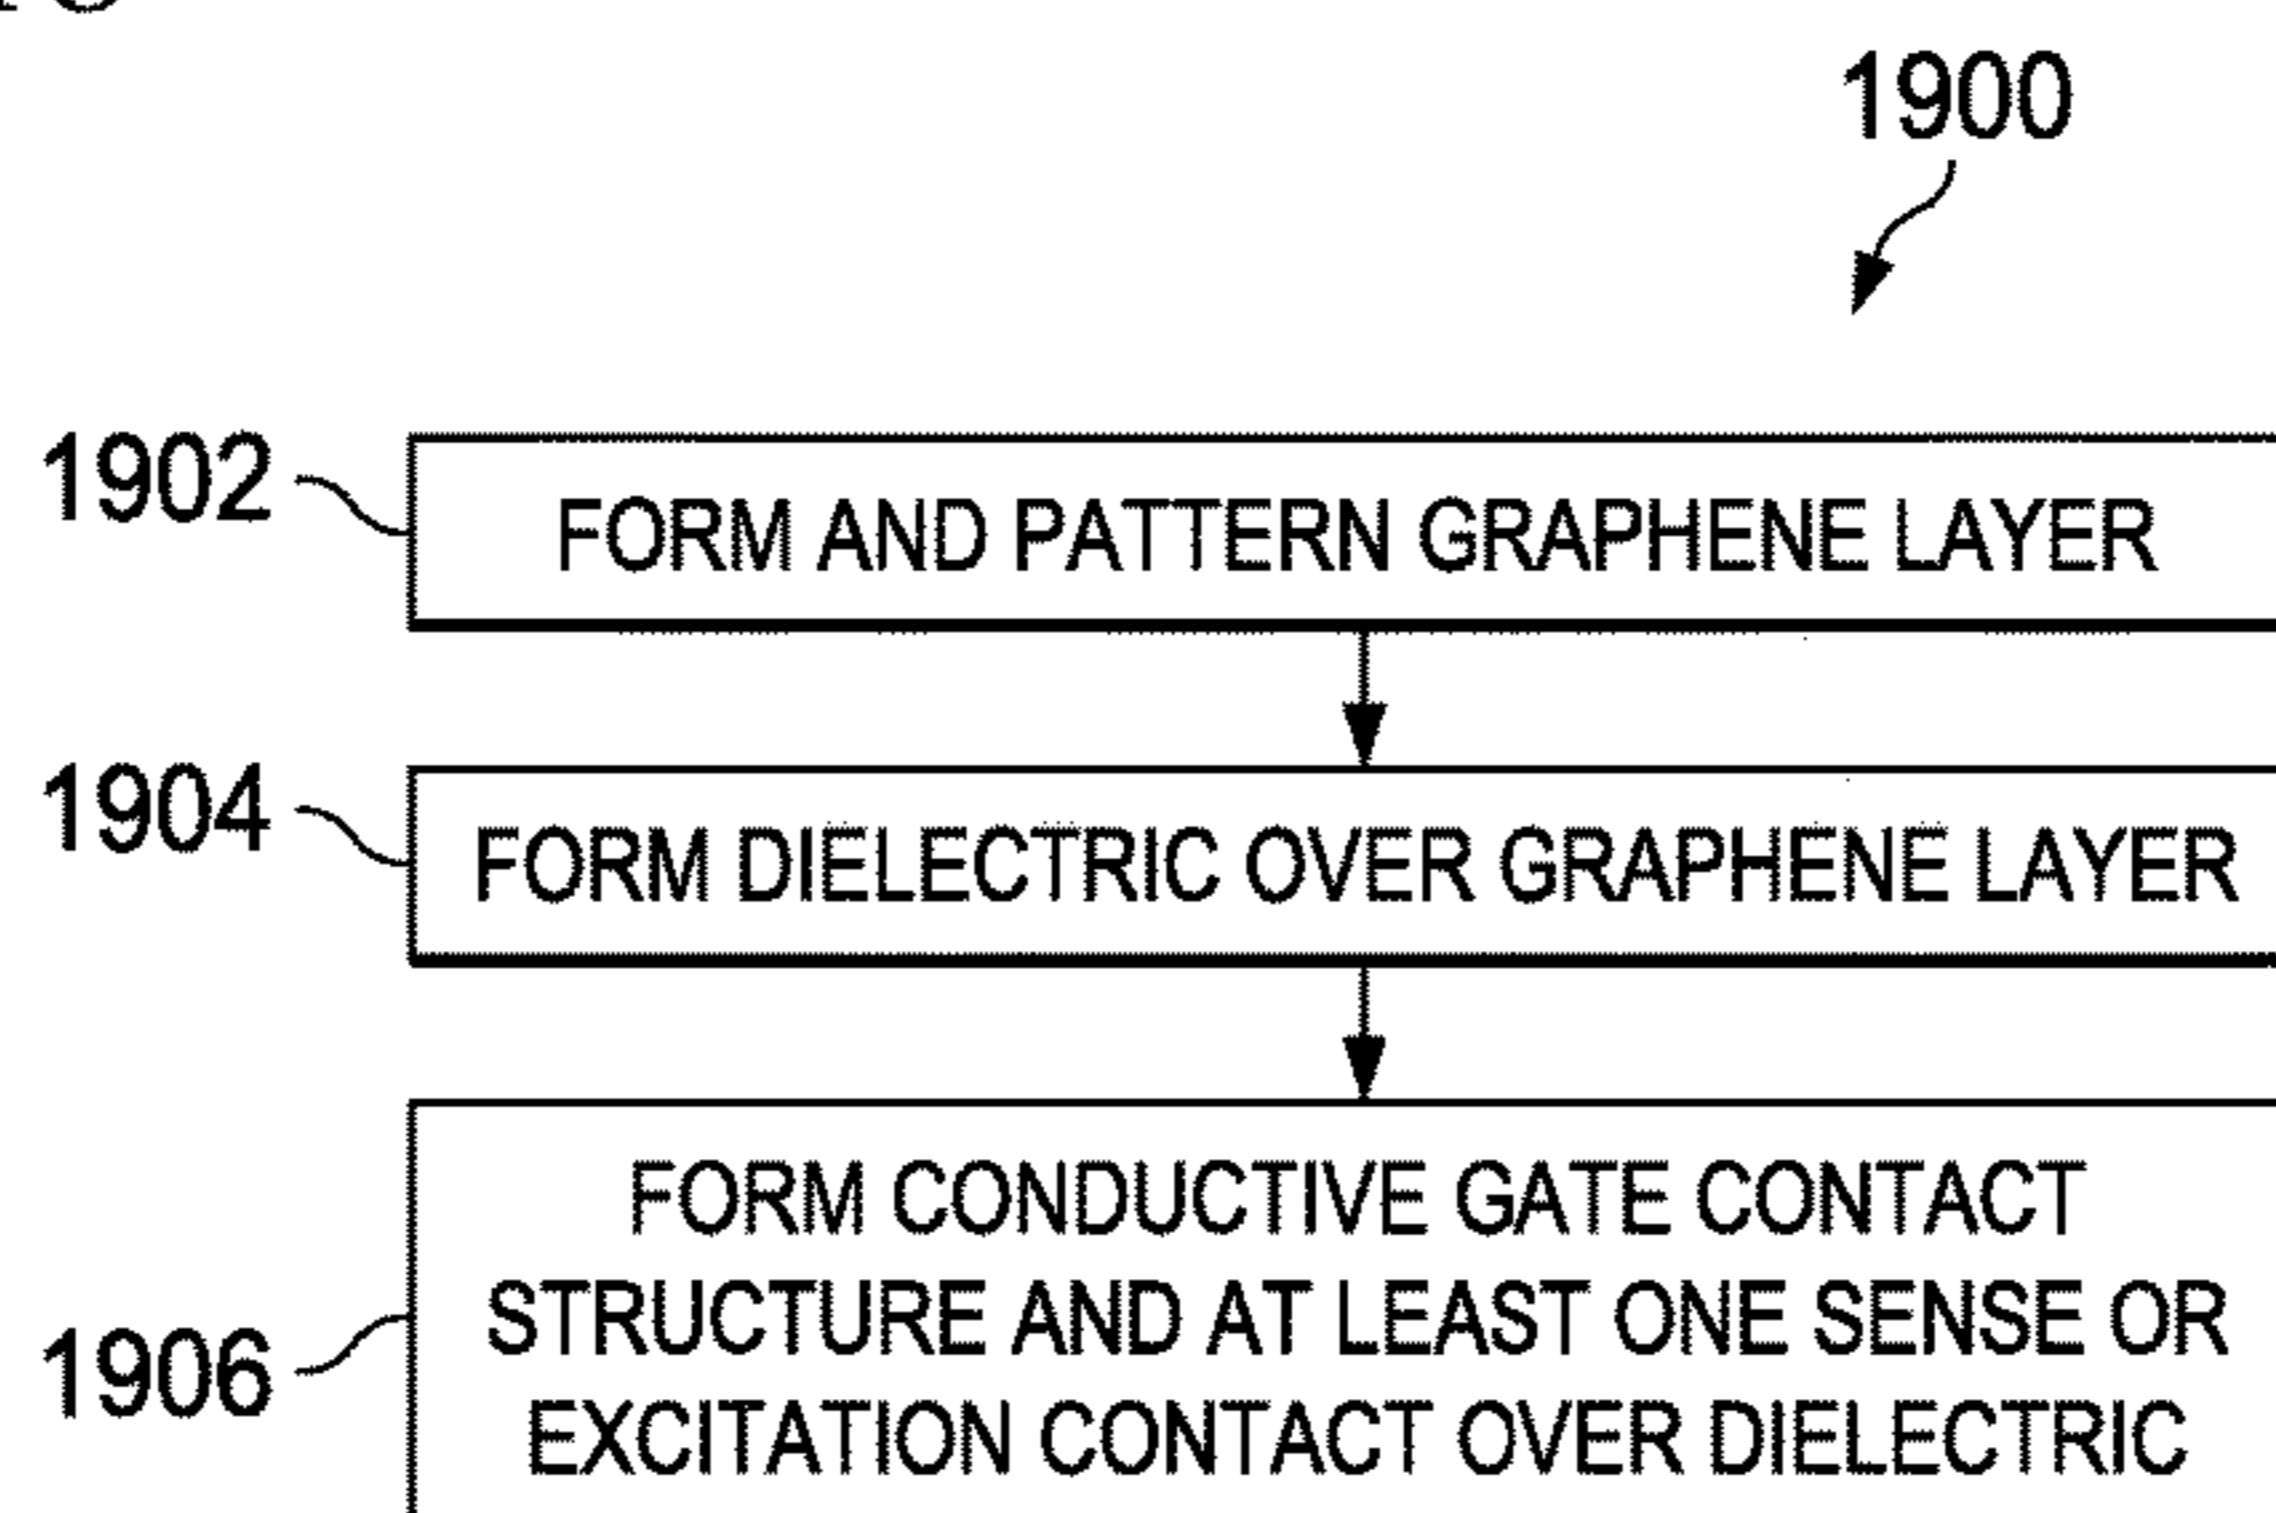 1900
1902
FORM AND PATTERN GRAPHENE LAYER
1904
FORM DIELECTRIC OVER GRAPHENE LAYER
FORM CONDUCTIVE GATE CONTACT
STRUCTURE AND AT LEAST ONE SENSE OR
1906
EXCITATION CONTACT OVER DIELECTRIC